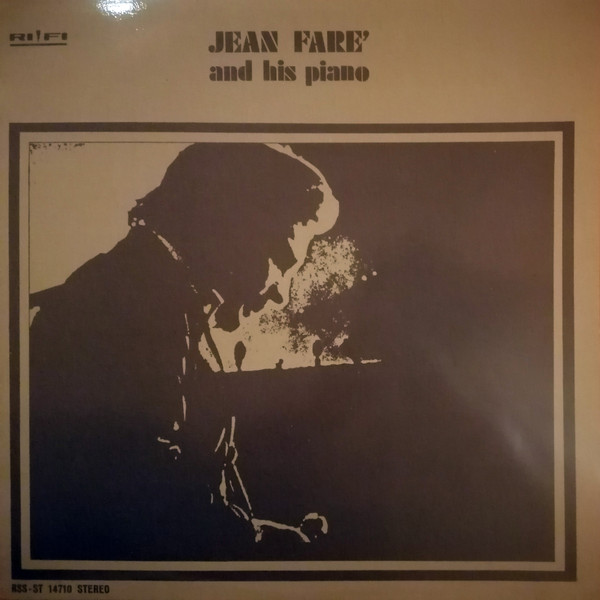 RI!FI
JEAN FARE'
and his piano
RSS-ST 14710 STEREO